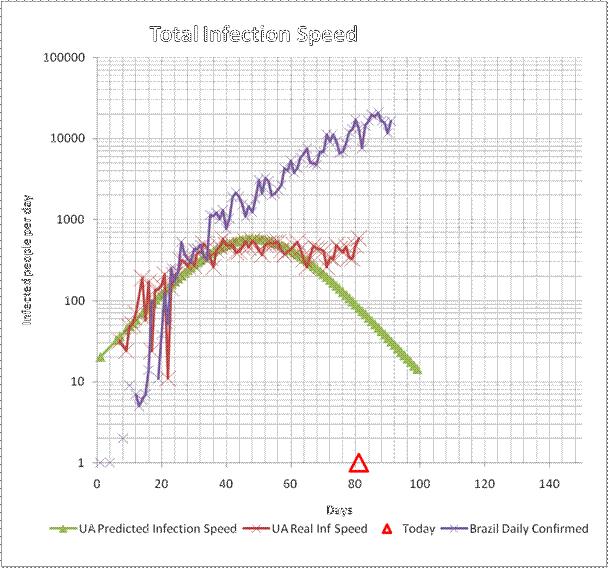 Total Infection Speed
100000
10000
1000
100
10
1
Infected people per day
0 20 40 60 80 100 120 140
Days
UA Predicted Infection Speed UA Real Inf Speed Today Brazil Daily Confirmed